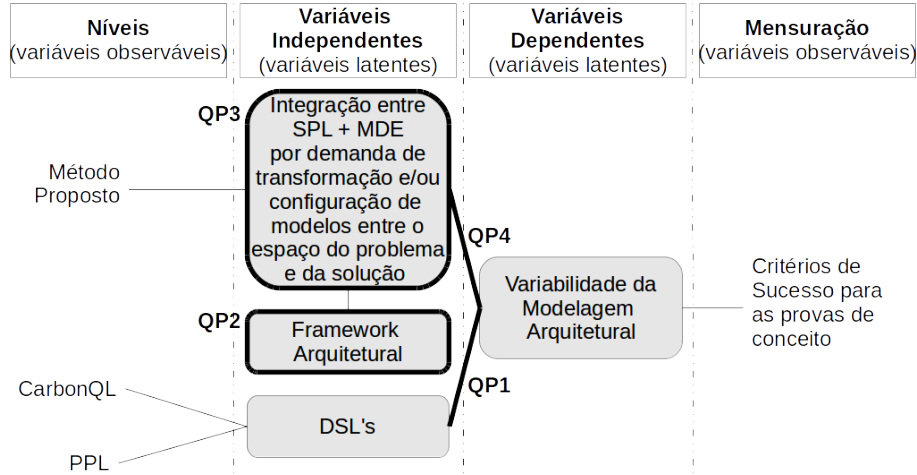 Níveis
(variáveis observáveis)
Variáveis
Independentes
(variáveis latentes)
Variáveis
Dependentes
(variáveis latentes)
Mensuração
(variáveis observáveis)
QP3
Integração entre
SPL + MDE
por demanda de
transformação e/ou
configuração de
modelos entre o
espaço do problema
e da solução
Método
Proposto
QP4
QP2
Framework
Arquitetural
Variabilidade da
Modelagem
Arquitetural
Critérios de
Sucesso para
as provas de
conceito
QP1
CarbonQL
DSL's
PPL